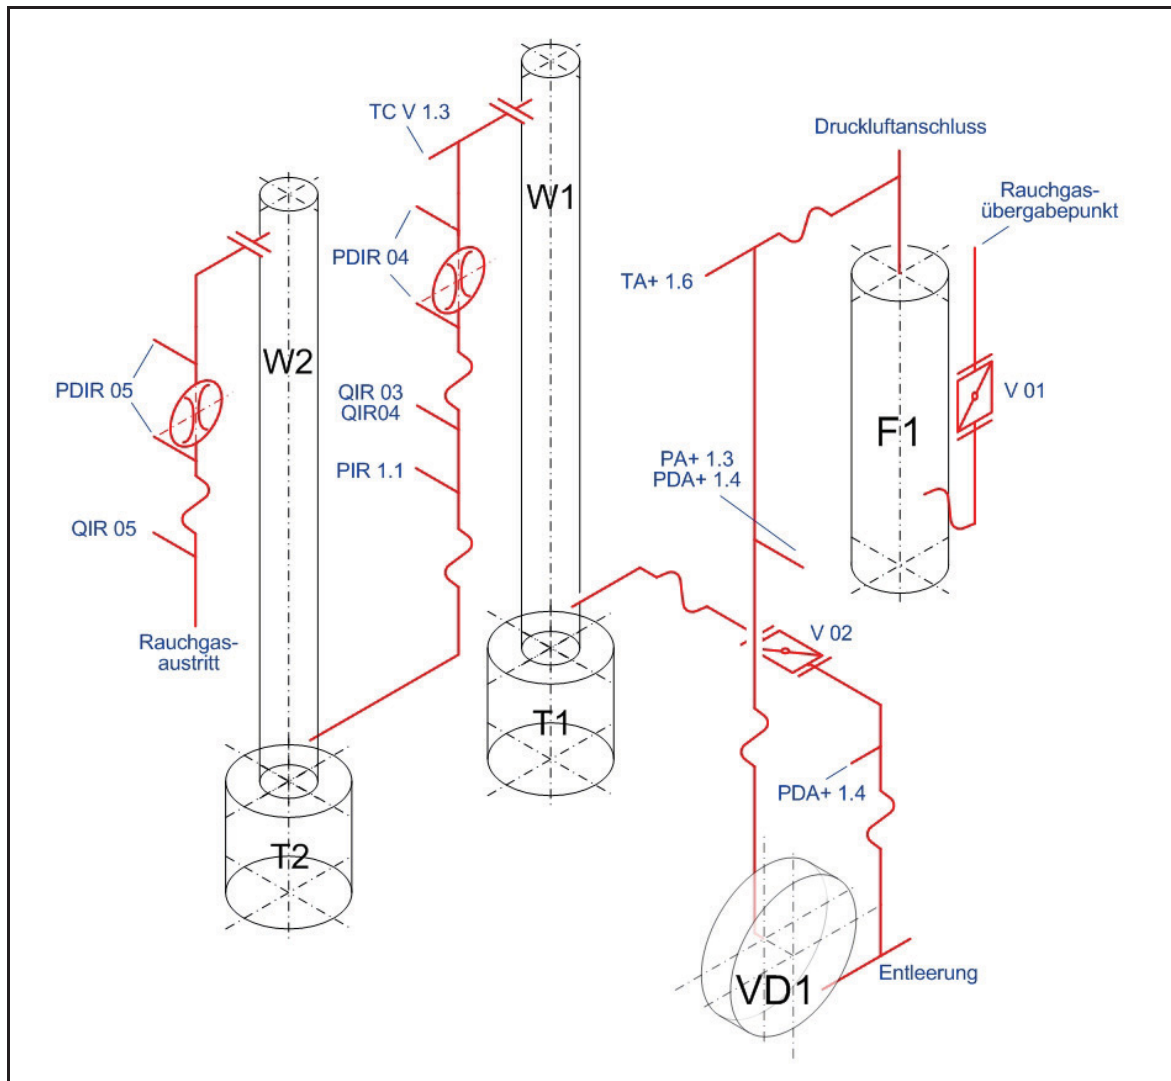 TC V 1.3
Druckluftanschluss
W1
Rauchgas-
übergabepunkt
PDIR 04
TA+ 1.6
W2
PDIR 05
QIR 03
QIR04
V 01
F1
PA+ 1.3
PDA+ 1.4
PIR 1.1
QIR 05
Rauchgas-
austritt
V 02
T1
PDA+ 1.4
T2
Entleerung
VD1